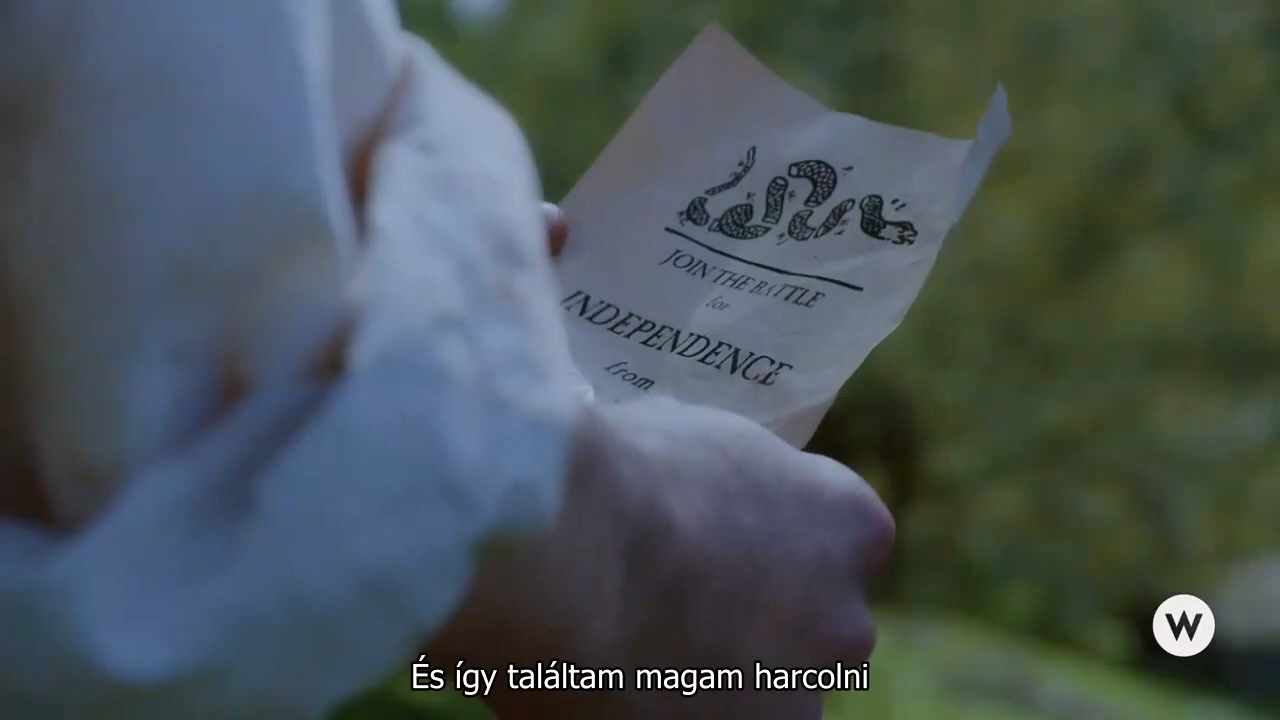 JOIN THE BATTLE
for
INDEPENDENCE
from
W
És így találtam magam harcolni